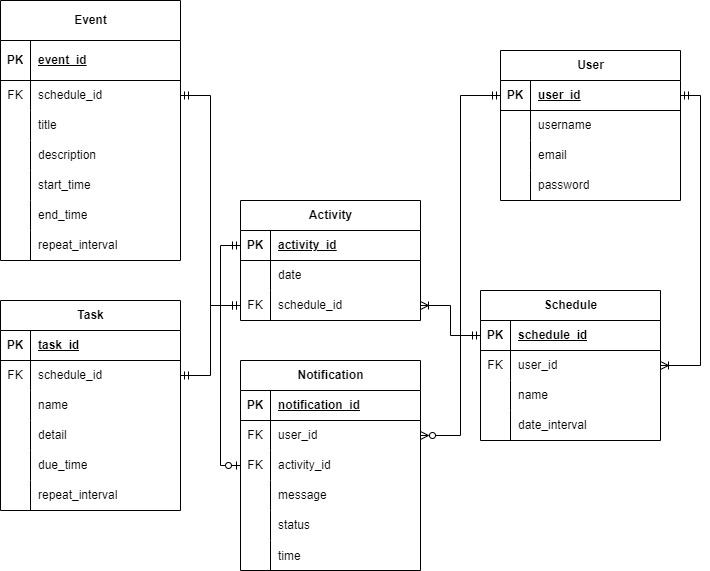 Event
PK event_id
FK schedule_id
title
description
start_time
end_time
repeat_interval
Task
PK task_id
FK schedule_id
name
detail
due_time
repeat_interval
Activity
PK activity_id
date
FK schedule_id
Notification
PK notification_id
FK user_id
FK activity_id
message
status
time
User
PK user_id
username
email
password
Schedule
PK schedule_id
FK user_id
name
date_interval